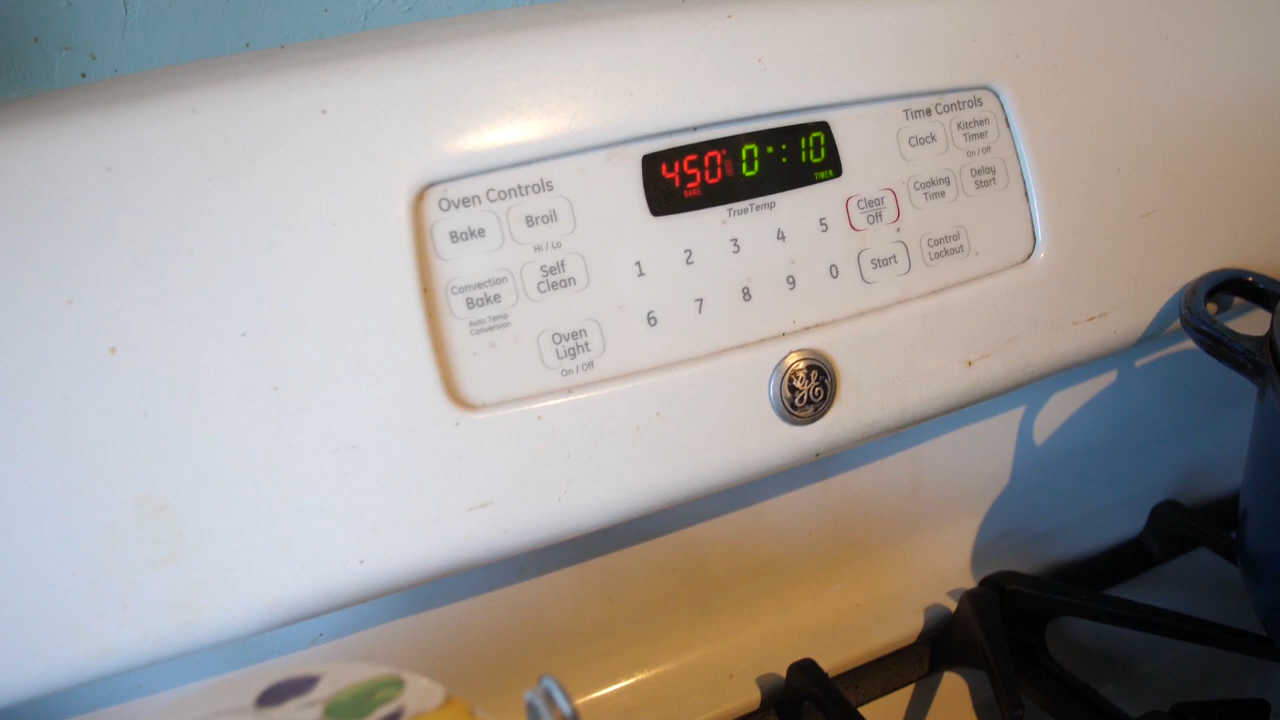 Oven Controls
Bake
Broil
Hi / Lo
Convection
Bake
Auto Temp
Conversion
Self
Clean
Oven
Light
On / Off
450°
BAKE
0 : 10
TIMER
TrueTemp
1 2 3 4 5
6 7 8 9 0
Clear
Off
Start
Time Controls
Clock
Kitchen
Timer
On / Off
Cooking
Time
Delay
Start
Control
Lockout
GE